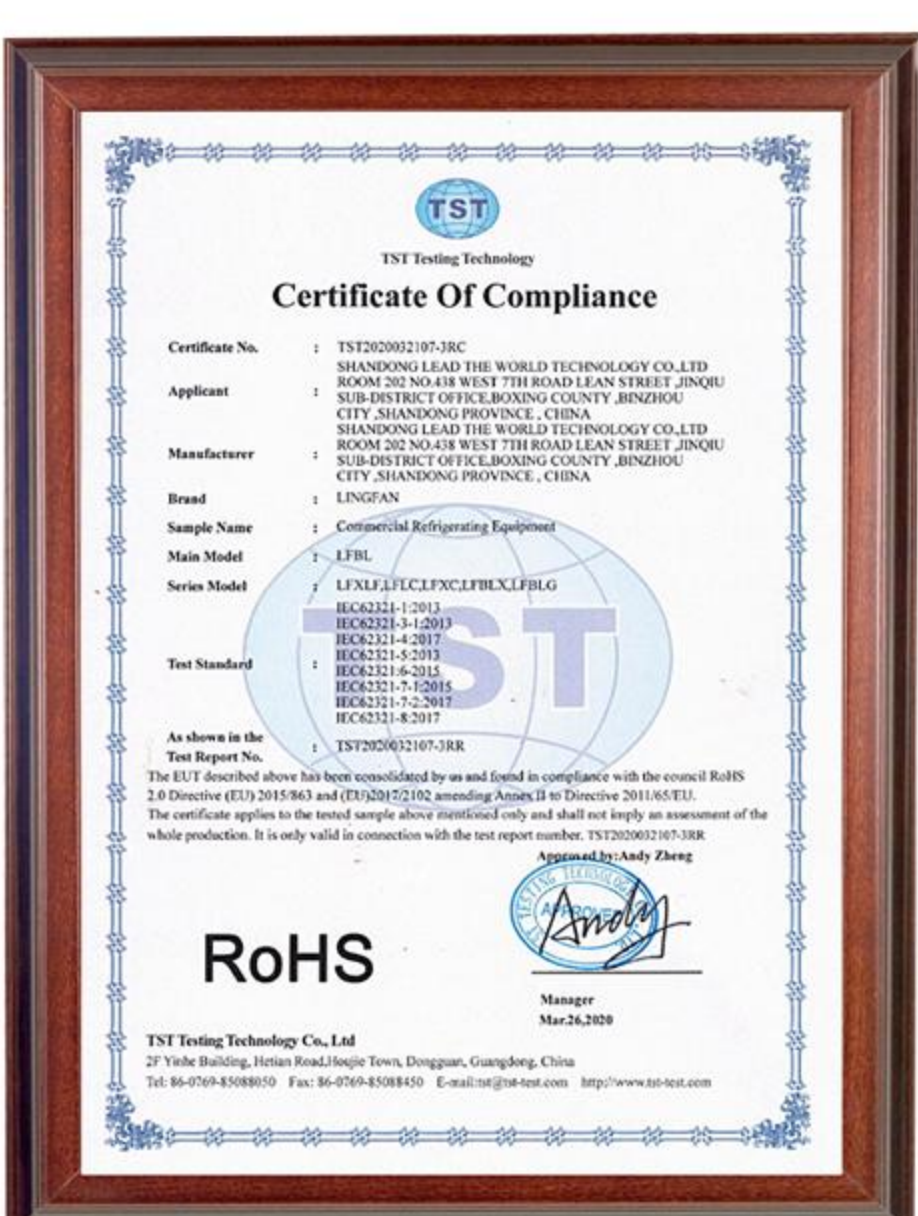 TST
TST Testing Technology
Certificate Of Compliance
Certificate No. : TST2020032107-3RC
Applicant : SHANDONG LEAD THE WORLD TECHNOLOGY CO.,LTD
ROOM 202 NO.438 WEST 7TH ROAD LEAN STREET ,JINQIU
SUB-DISTRICT OFFICE,BOXING COUNTY ,BINZHOU
CITY ,SHANDONG PROVINCE , CHINA
Manufacturer : SHANDONG LEAD THE WORLD TECHNOLOGY CO.,LTD
ROOM 202 NO.438 WEST 7TH ROAD LEAN STREET ,JINQIU
SUB-DISTRICT OFFICE,BOXING COUNTY ,BINZHOU
CITY ,SHANDONG PROVINCE , CHINA
Brand : LINGFAN
Sample Name : Commercial Refrigerating Equipment
Main Model : LFBL
Series Model : LFXLF,LFLC,LFXC,LFBLX,LFBLG
TST
Test Standard : IEC62321-1:2013
IEC62321-3-1:2013
IEC62321-4:2017
IEC62321-5:2013
IEC62321:6-2015
IEC62321-7-1:2015
IEC62321-7-2:2017
IEC62321-8:2017
As shown in the
Test Report No. : TST2020032107-3RR
The EUT described above has been consolidated by us and found in compliance with the council RoHS
2.0 Directive (EU) 2015/863 and (EU)2017/2102 amending Annex II to Directive 2011/65/EU.
The certificate applies to the tested sample above mentioned only and shall not imply an assessment of the
whole production. It is only valid in connection with the test report number. TST2020032107-3RR
Approved by:Andy Zheng
TESTING TECHNOLOGY
APPROVED
Andy
RoHS
Manager
Mar.26,2020
TST Testing Technology Co., Ltd
2F Yinhe Building, Hetian Road,Houjie Town, Dongguan, Guangdong, China
Tel: 86-0769-85088050 Fax: 86-0769-85088450 E-mail:tst@tst-test.com http://www.tst-test.com